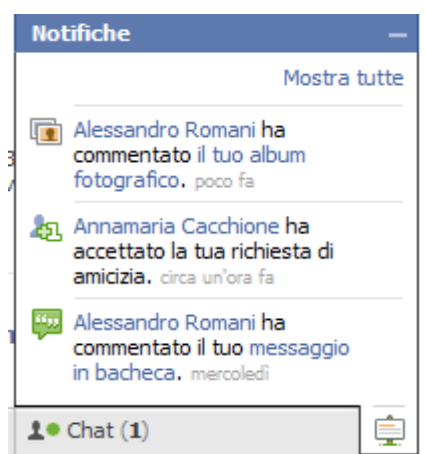 Notifiche
Mostra tutte
Alessandro Romani ha
commentato il tuo album
fotografico. poco fa
Annamaria Cacchione ha
accettato la tua richiesta di
amicizia. circa un'ora fa
Alessandro Romani ha
commentato il tuo messaggio
in bacheca. mercoledì
Chat (1)